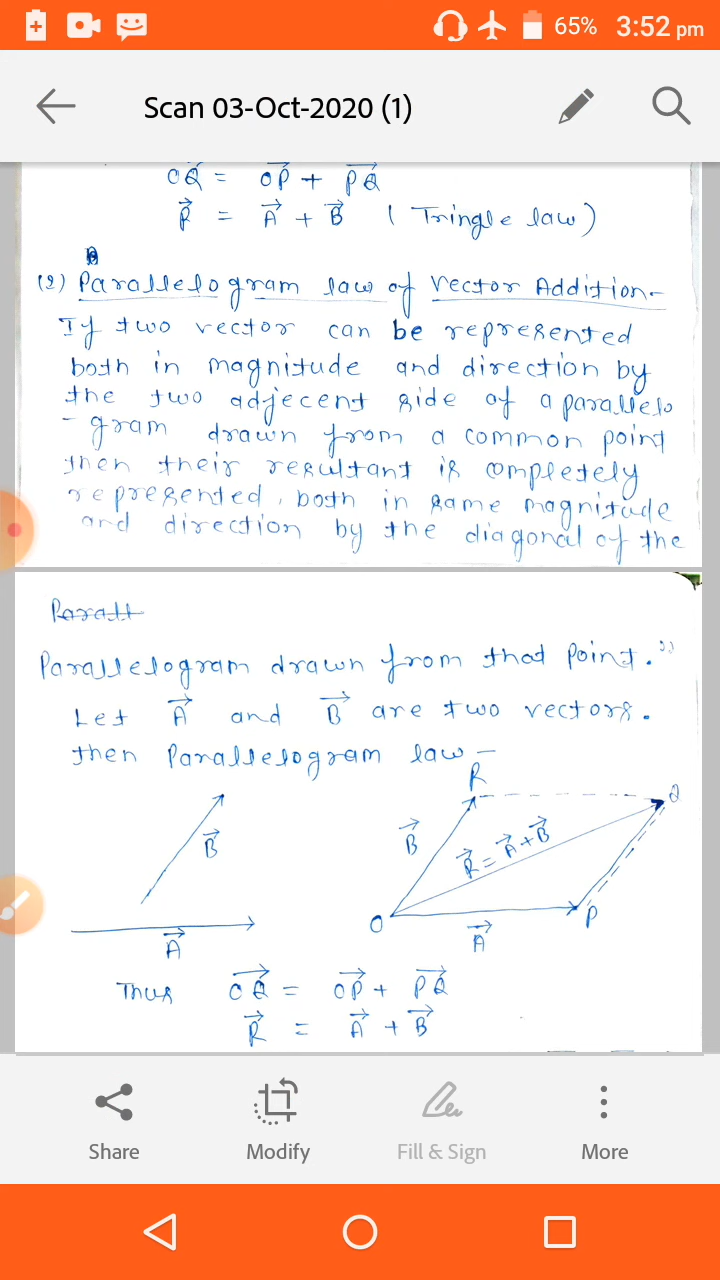 65% 3:52 pm
Scan 03-Oct-2020 (1)
OQ = OP + PQ
R = A + B ( Tringle law )
(2) Parallelogram law of Vector Addition-
If two vector can be represented
both in magnitude and direction by
the two adjecent side of a parallelo
- gram drawn from a common point
then their resultant is completely
represented, both in same magnitude
and direction by the diagonal of the
Parall
Parallelogram drawn from that point."
Let A and B are two vectors.
then Parallelogram law -
R
Q
B
B
R = A + B
O
P
A
A
Thus OQ = OP + PQ
R = A + B
Share
Modify
Fill & Sign
More